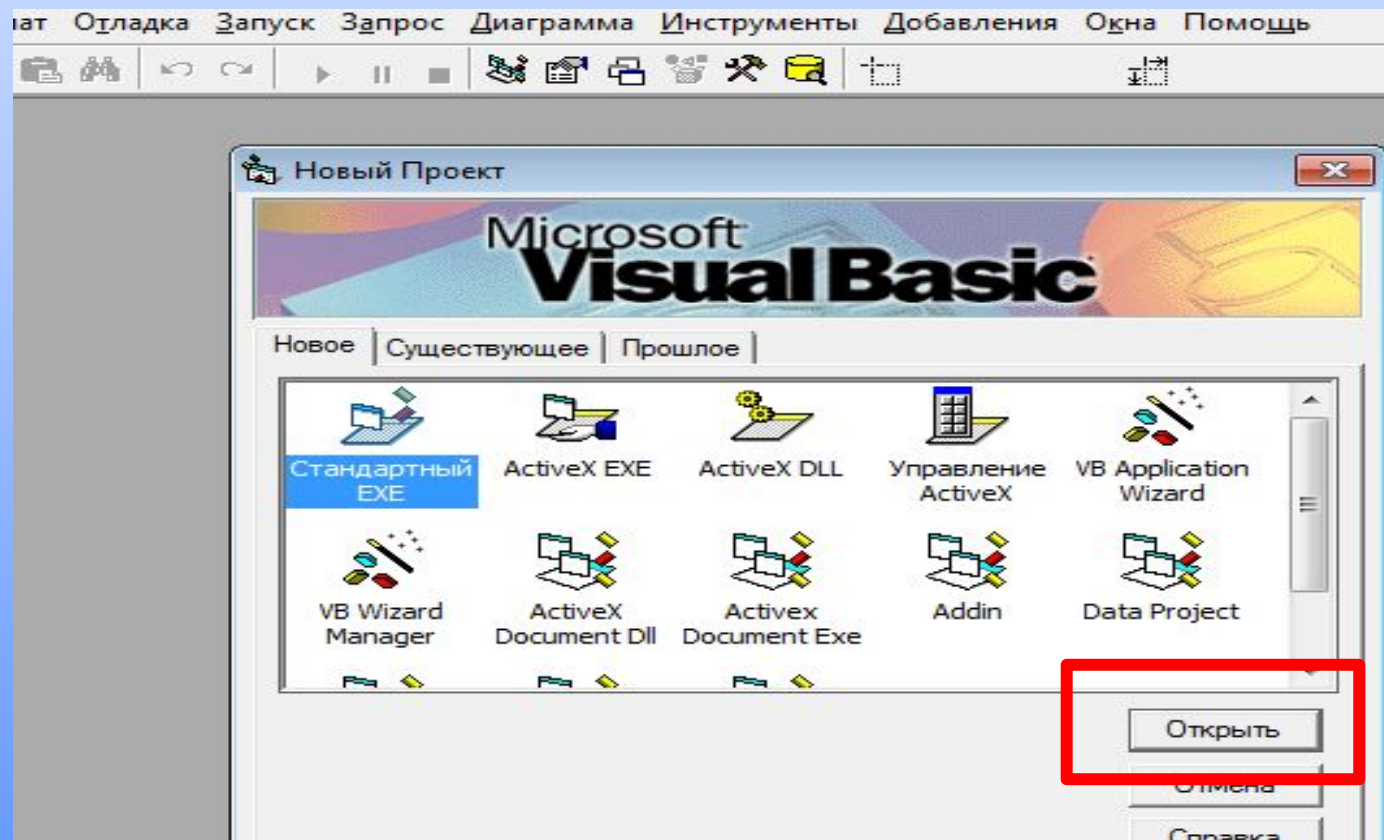 мат Отладка Запуск Запрос Диаграмма Инструменты Добавления Окна Помощь
Новый Проект
Microsoft
Visual Basic
Новое Существующее Прошлое
Стандартный EXE
ActiveX EXE
ActiveX DLL
Управление ActiveX
VB Application Wizard
VB Wizard Manager
ActiveX Document Dll
Activex Document Exe
Addin
Data Project
Открыть
Отмена
Справка